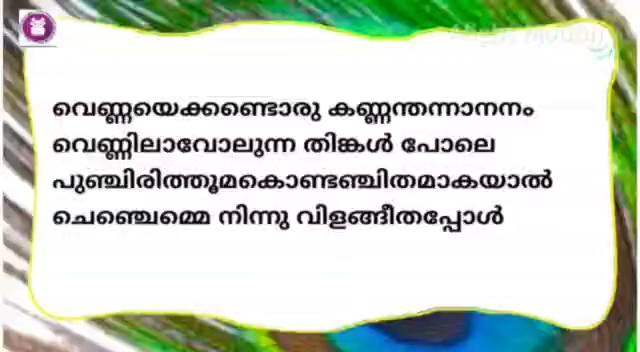 വെണ്ണയെക്കണ്ടൊരു കണ്ണന്തന്നാനനം
വെണ്ണിലാവോലുന്ന തിങ്കൾ പോലെ
പുഞ്ചിരിത്തൂമകൊണ്ടഞ്ചിതമാകയാൽ
ചെഞ്ചെമ്മെ നിന്നു വിളങ്ങീതപ്പോൾ